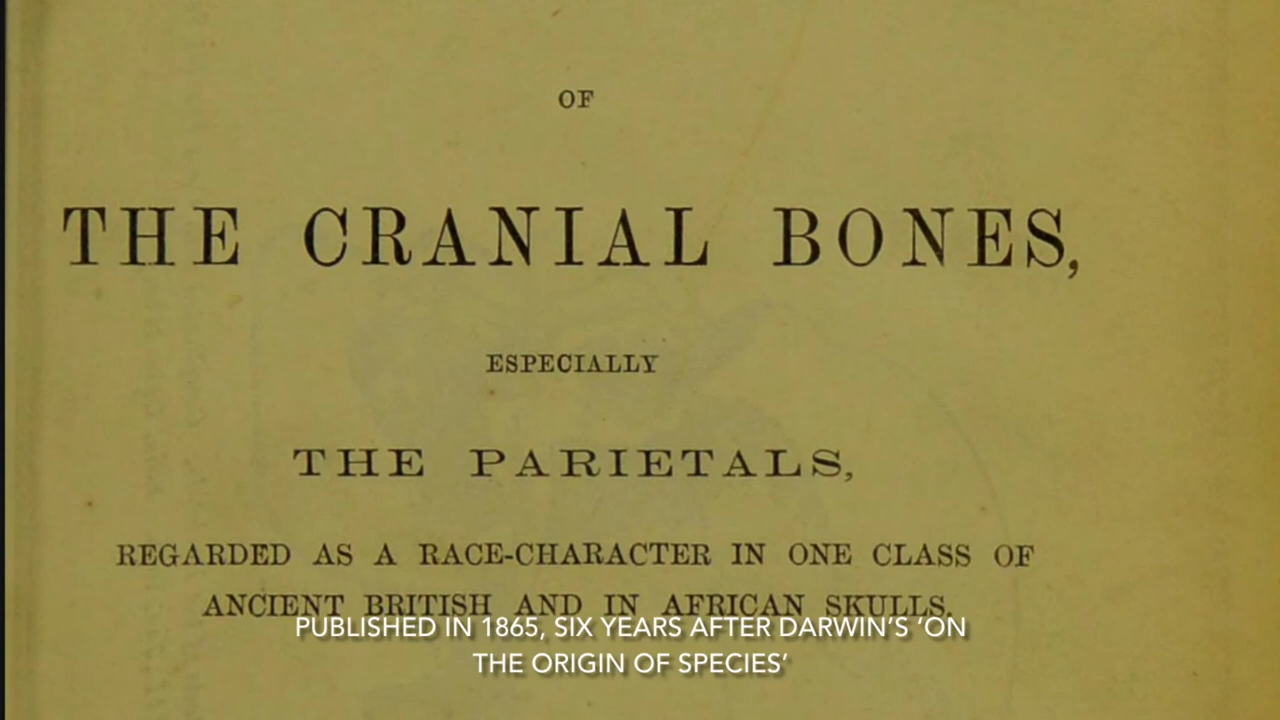 OF
THE CRANIAL BONES,
ESPECIALLY
THE PARIETALS,
REGARDED AS A RACE-CHARACTER IN ONE CLASS OF
ANCIENT BRITISH AND IN AFRICAN SKULLS.
PUBLISHED IN 1865, SIX YEARS AFTER DARWIN'S ‘ON
THE ORIGIN OF SPECIES’